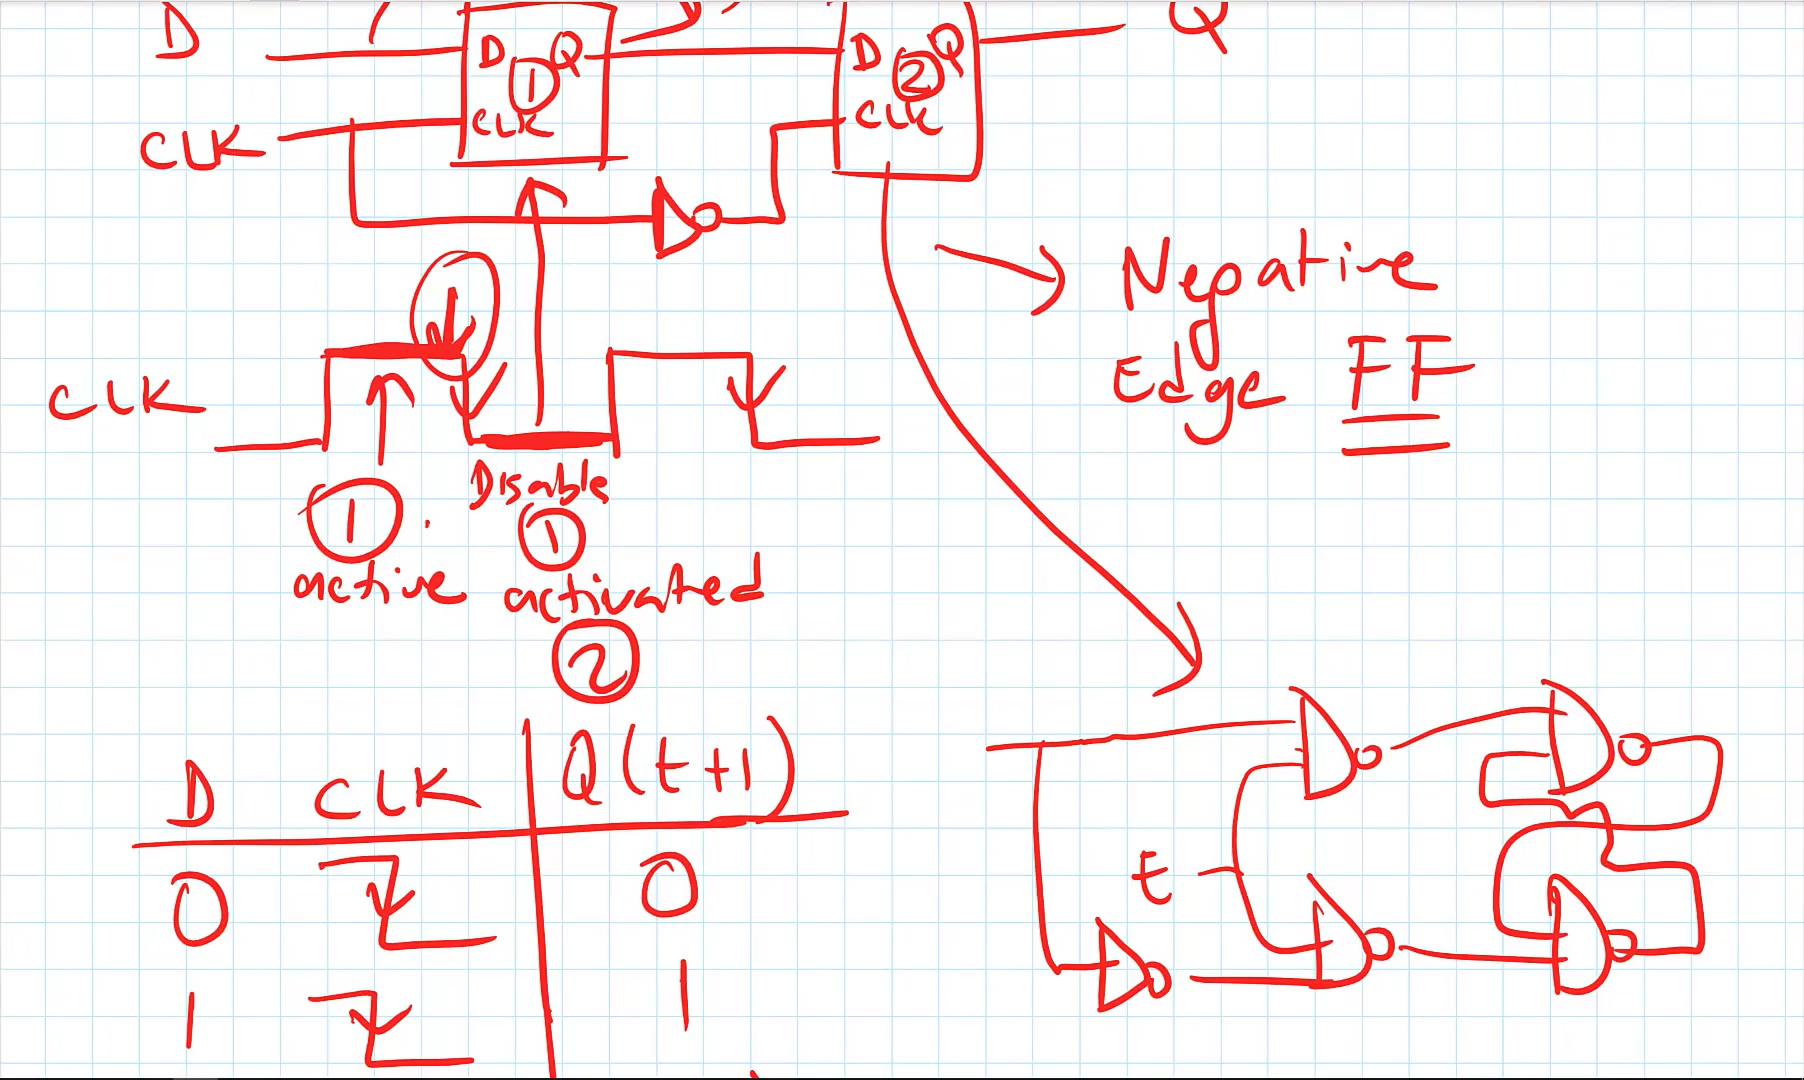 D
D Q
1
CLK
D Q
2
CLK
Q
CLK
Negative
Edge FF
CLK
1
active
Disable
1
activated
2
D CLK Q(t+1)
0 0
1 1
E